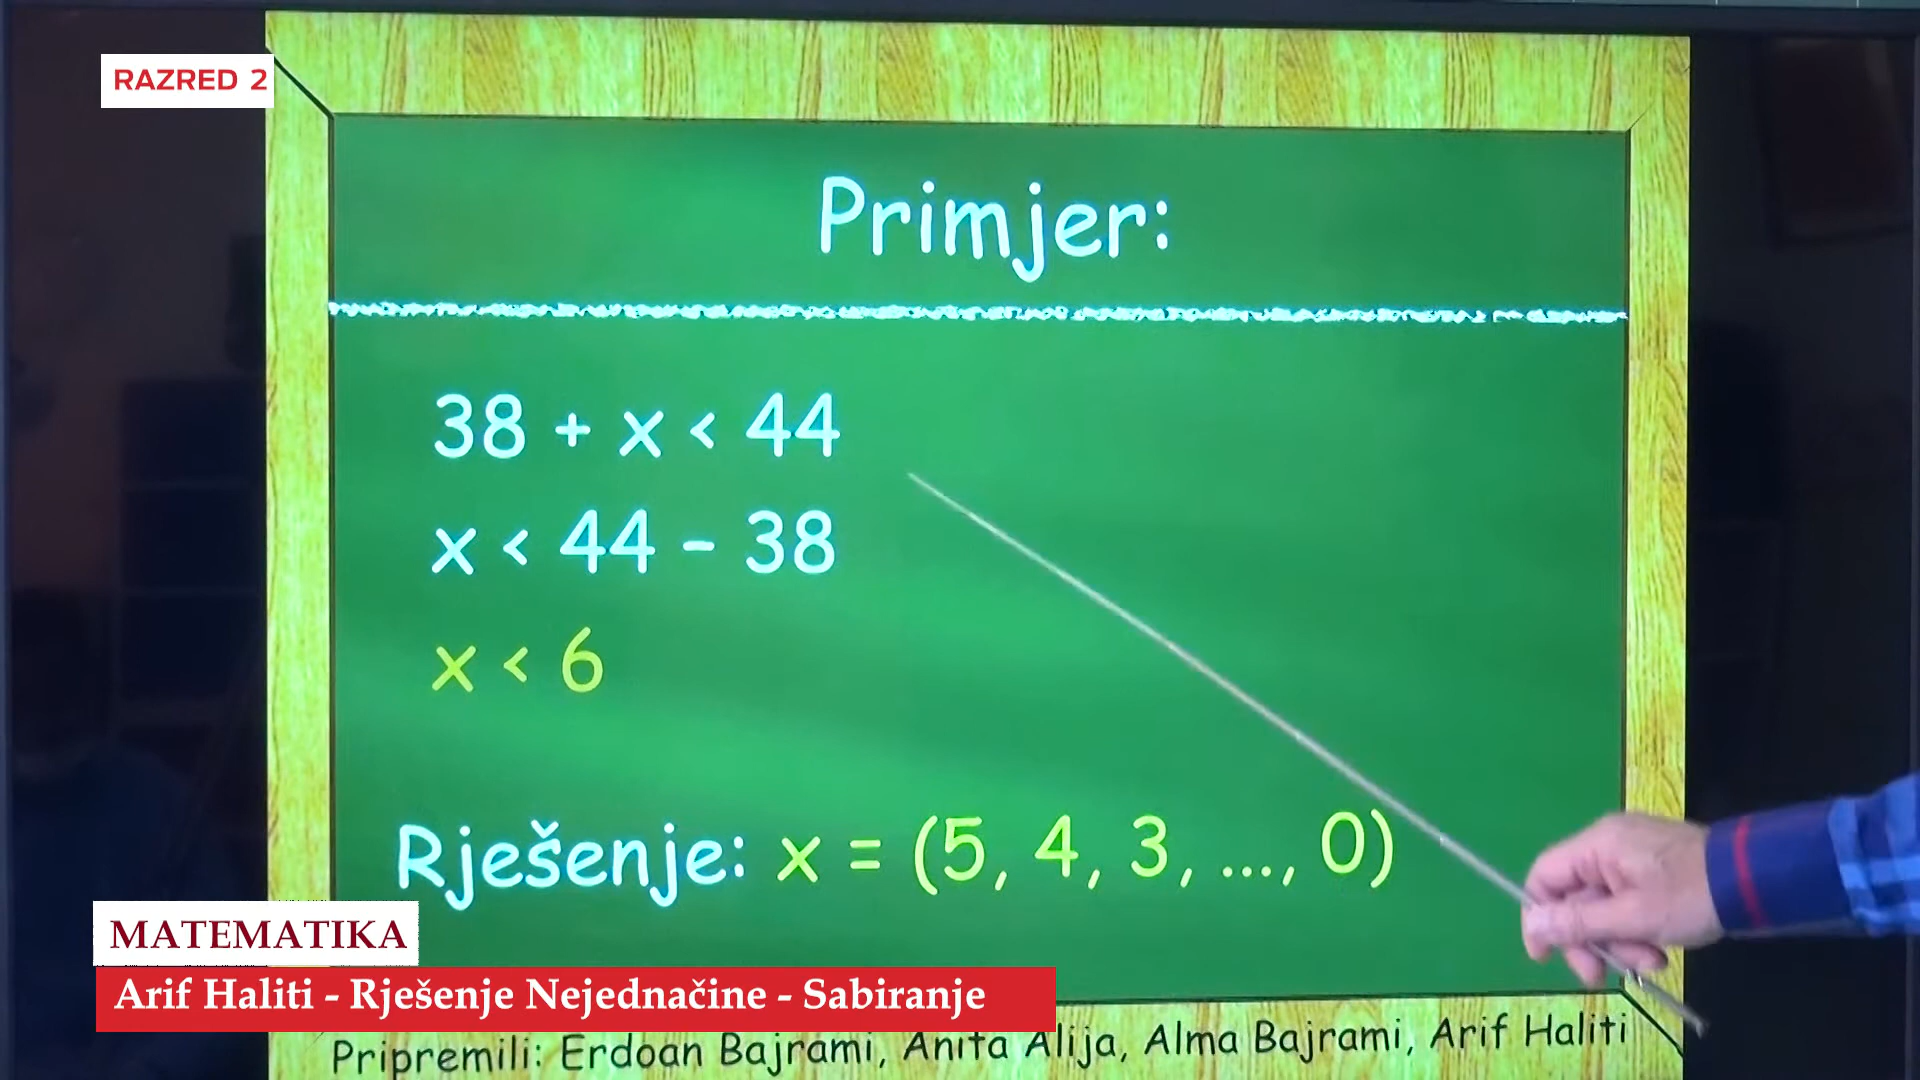 RAZRED 2
Primjer:
38 + x < 44
x < 44 - 38
x < 6
Rješenje: x = (5, 4, 3, ..., 0)
MATEMATIKA
Arif Haliti - Rješenje Nejednačine - Sabiranje
Pripremili: Erdoan Bajrami, Anita Alija, Alma Bajrami, Arif Haliti